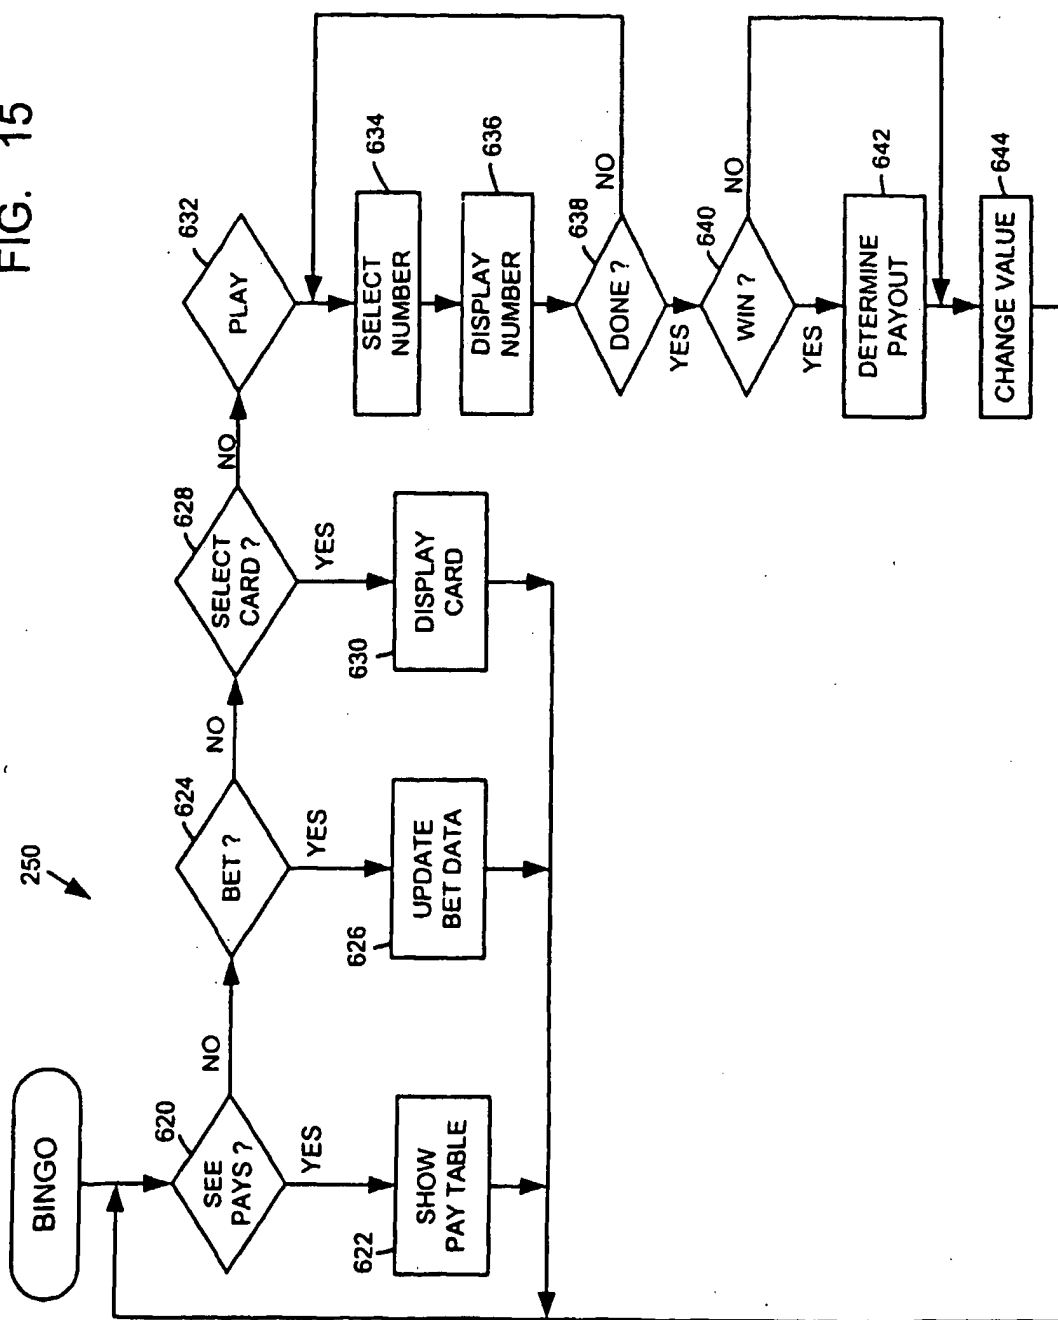 FIG. 15
250
BINGO
620
SEE
PAYS ?
NO
YES
622
SHOW
PAY TABLE
624
BET ?
NO
YES
626
UPDATE
BET DATA
628
SELECT
CARD ?
NO
YES
630
DISPLAY
CARD
632
PLAY
634
SELECT
NUMBER
636
DISPLAY
NUMBER
638
DONE ?
NO
YES
640
WIN ?
NO
YES
642
DETERMINE
PAYOUT
644
CHANGE VALUE